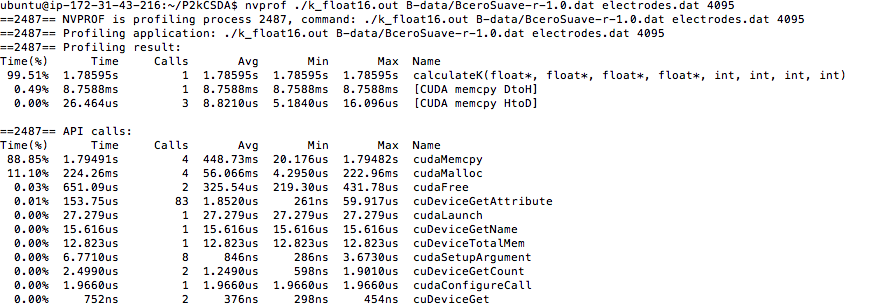 ubuntu@ip-172-31-43-216:~/P2kCSDA$ nvprof ./k_float16.out B-data/BceroSuave-r-1.0.dat electrodes.dat 4095
==2487== NVPROF is profiling process 2487, command: ./k_float16.out B-data/BceroSuave-r-1.0.dat electrodes.dat 4095
==2487== Profiling application: ./k_float16.out B-data/BceroSuave-r-1.0.dat electrodes.dat 4095
==2487== Profiling result:
Time(%)      Time     Calls       Avg       Min       Max  Name
 99.51%  1.78595s         1  1.78595s  1.78595s  1.78595s  calculateK(float*, float*, float*, float*, int, int, int, int)
  0.49%  8.7588ms         1  8.7588ms  8.7588ms  8.7588ms  [CUDA memcpy DtoH]
  0.00%  26.464us         3  8.8210us  5.1840us  16.096us  [CUDA memcpy HtoD]
==2487== API calls:
Time(%)      Time     Calls       Avg       Min       Max  Name
 88.85%  1.79491s         4  448.73ms  20.176us  1.79482s  cudaMemcpy
 11.10%  224.26ms         4  56.066ms  4.2950us  222.96ms  cudaMalloc
  0.03%  651.09us         2  325.54us  219.30us  431.78us  cudaFree
  0.01%  153.75us        83  1.8520us     261ns  59.917us  cuDeviceGetAttribute
  0.00%  27.279us         1  27.279us  27.279us  27.279us  cudaLaunch
  0.00%  15.616us         1  15.616us  15.616us  15.616us  cuDeviceGetName
  0.00%  12.823us         1  12.823us  12.823us  12.823us  cuDeviceTotalMem
  0.00%  6.7710us         8     846ns     286ns  3.6730us  cudaSetupArgument
  0.00%  2.4990us         2  1.2490us     598ns  1.9010us  cuDeviceGetCount
  0.00%  1.9660us         1  1.9660us  1.9660us  1.9660us  cudaConfigureCall
  0.00%     752ns         2     376ns     298ns     454ns  cuDeviceGet